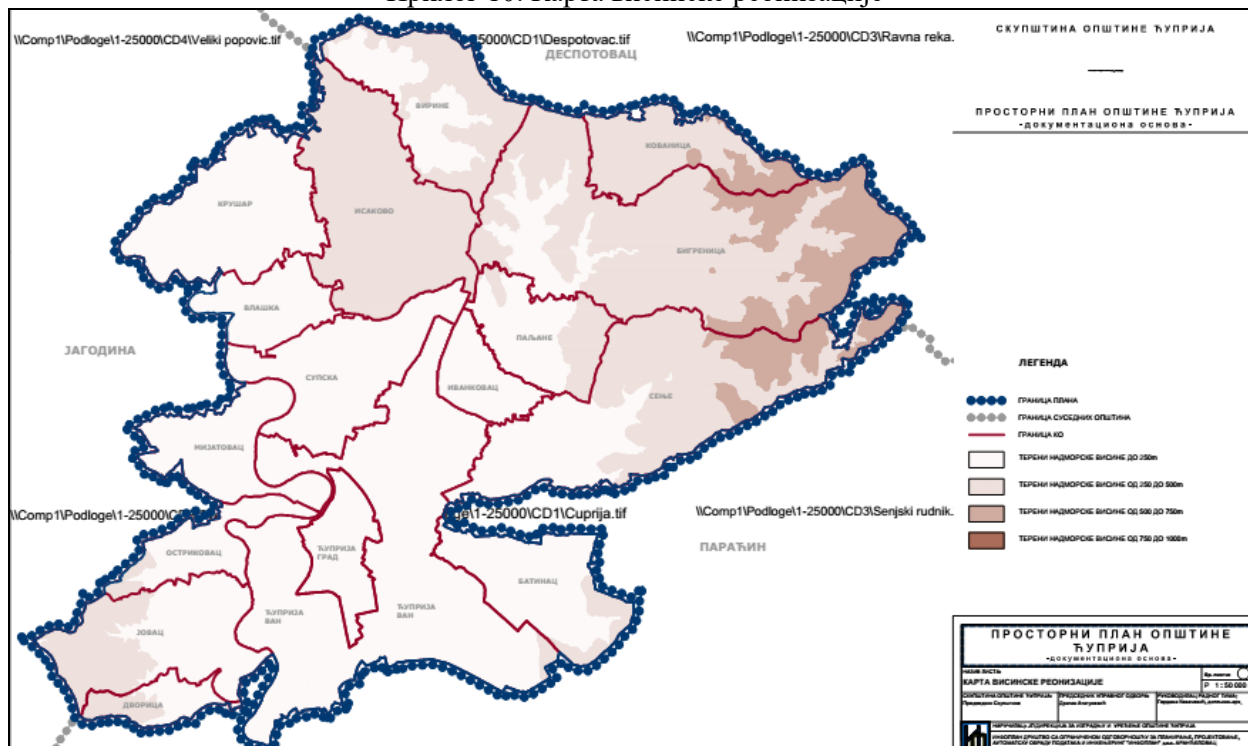 \\Comp1\Podloge\1-25000\CD4\Veliki popovic.tif
25000\CD1\Despotovac.tif
\\Comp1\Podloge\1-25000\CD3\Ravna reka.
ДЕСПОТОВАЦ
СКУПШТИНА ОПШТИНЕ ЋУПРИЈА
ПРОСТОРНИ ПЛАН ОПШТИНЕ ЋУПРИЈА
-документациона основа-
ВИРИНЕ
КОВАНИЦА
КРУШАР
ИСАКОВО
БИГРЕНИЦА
ВЛАШКА
ПАЉАНЕ
ЈАГОДИНА
СУПСКА
ИВАНКОВАЦ
СЕЊЕ
МИЈАТОВАЦ
ЛЕГЕНДА
ГРАНИЦА ПЛАНА
ГРАНИЦА СУСЕДНИХ ОПШТИНА
ГРАНИЦА КО
ТЕРЕНИ НАДМОРСКЕ ВИСИНЕ ДО 250m
ТЕРЕНИ НАДМОРСКЕ ВИСИНЕ ОД 250 ДО 500m
ТЕРЕНИ НАДМОРСКЕ ВИСИНЕ ОД 500 ДО 750m
ТЕРЕНИ НАДМОРСКЕ ВИСИНЕ ОД 750 ДО 1000m
\\Comp1\Podloge\1-25000\CD
\1-25000\CD1\Cuprija.tif
\\Comp1\Podloge\1-25000\CD3\Senjski rudnik.
ПАРАЋИН
ОСТРИКОВАЦ
ЋУПРИЈА
ГРАД
БАТИНАЦ
ЋУПРИЈА
ВАН
ЋУПРИЈА
ВАН
ЈОВАЦ
ДВОРИЦА
ПРОСТОРНИ ПЛАН ОПШТИНЕ
ЋУПРИЈА
-документациона основа-
НАЗИВ ЛИСТА:
КАРТА ВИСИНСКЕ РЕОНИЗАЦИЈЕ
Р 1:50 000